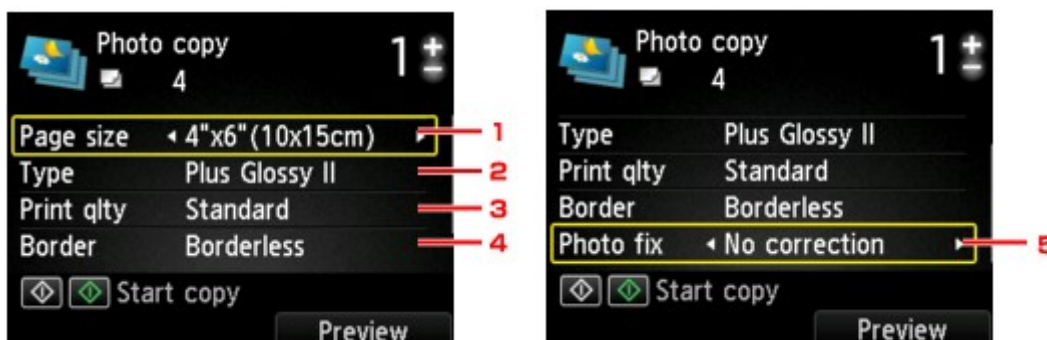 Photo copy
4
1 + -
Page size 4"x6"(10x15cm) 1
Type Plus Glossy II 2
Print qlty Standard 3
Border Borderless 4
Start copy
Preview
Photo copy
4
1 + -
Type Plus Glossy II
Print qlty Standard
Border Borderless
Photo fix No correction 5
Start copy
Preview